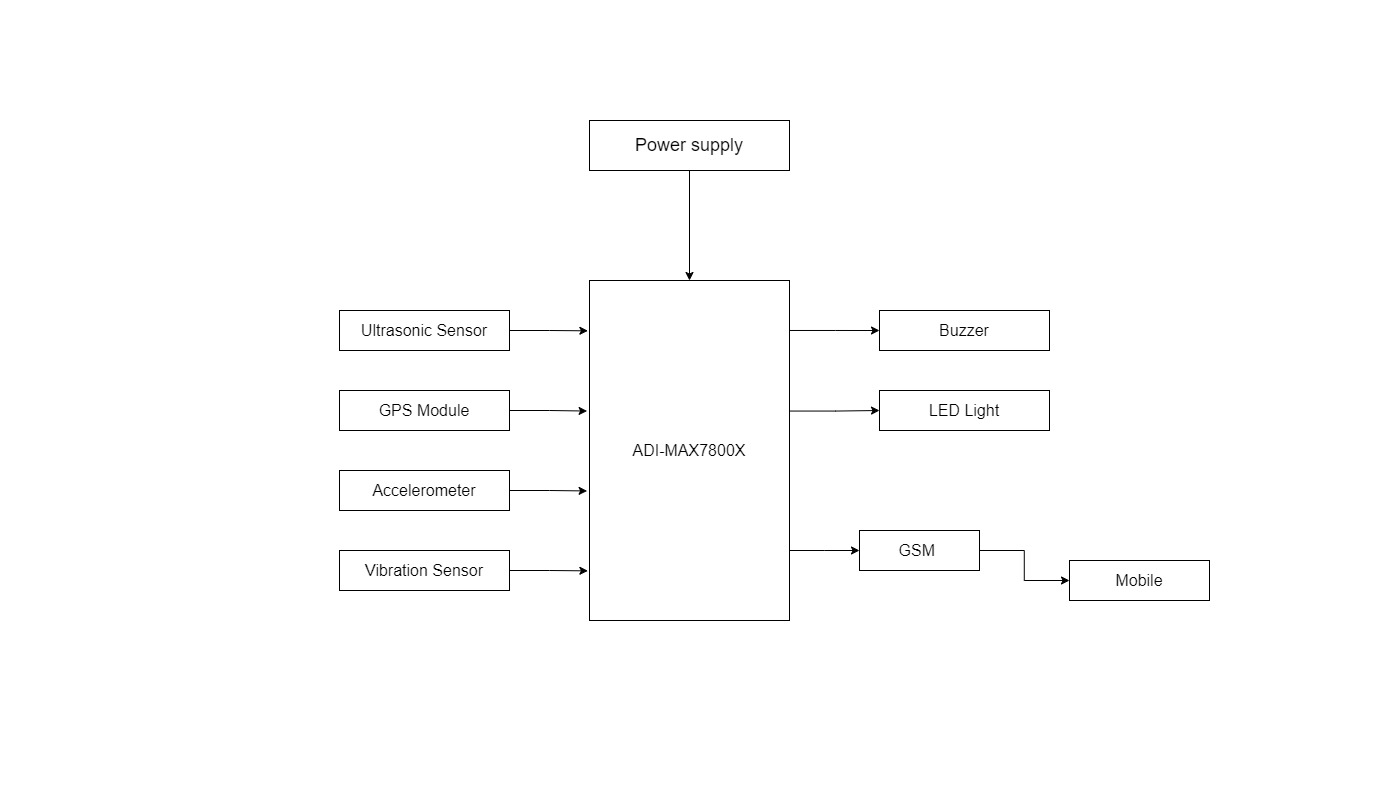 Power supply
Ultrasonic Sensor
GPS Module
Accelerometer
Vibration Sensor
ADI-MAX7800X
Buzzer
LED Light
GSM
Mobile